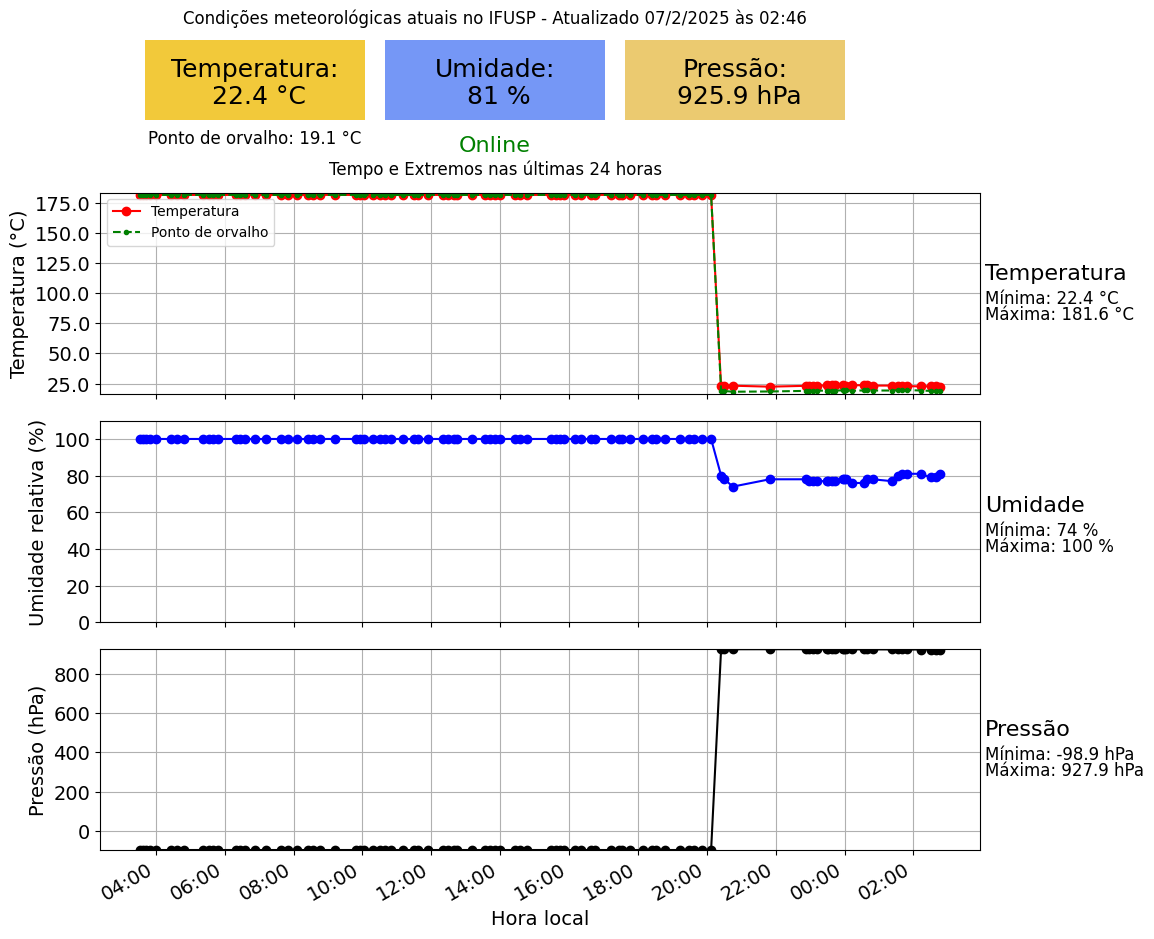 Condições meteorológicas atuais no IFUSP - Atualizado 07/2/2025 às 02:46
Temperatura:
22.4 °C
Umidade:
81 %
Pressão:
925.9 hPa
Ponto de orvalho: 19.1 °C
Online
Tempo e Extremos nas últimas 24 horas
Temperatura (°C)
175.0
150.0
125.0
100.0
75.0
50.0
25.0
Temperatura
Ponto de orvalho
Temperatura
Mínima: 22.4 °C
Máxima: 181.6 °C
Umidade relativa (%)
100
80
60
40
20
0
Umidade
Mínima: 74 %
Máxima: 100 %
Pressão (hPa)
800
600
400
200
0
Pressão
Mínima: -98.9 hPa
Máxima: 927.9 hPa
04:00 06:00 08:00 10:00 12:00 14:00 16:00 18:00 20:00 22:00 00:00 02:00
Hora local